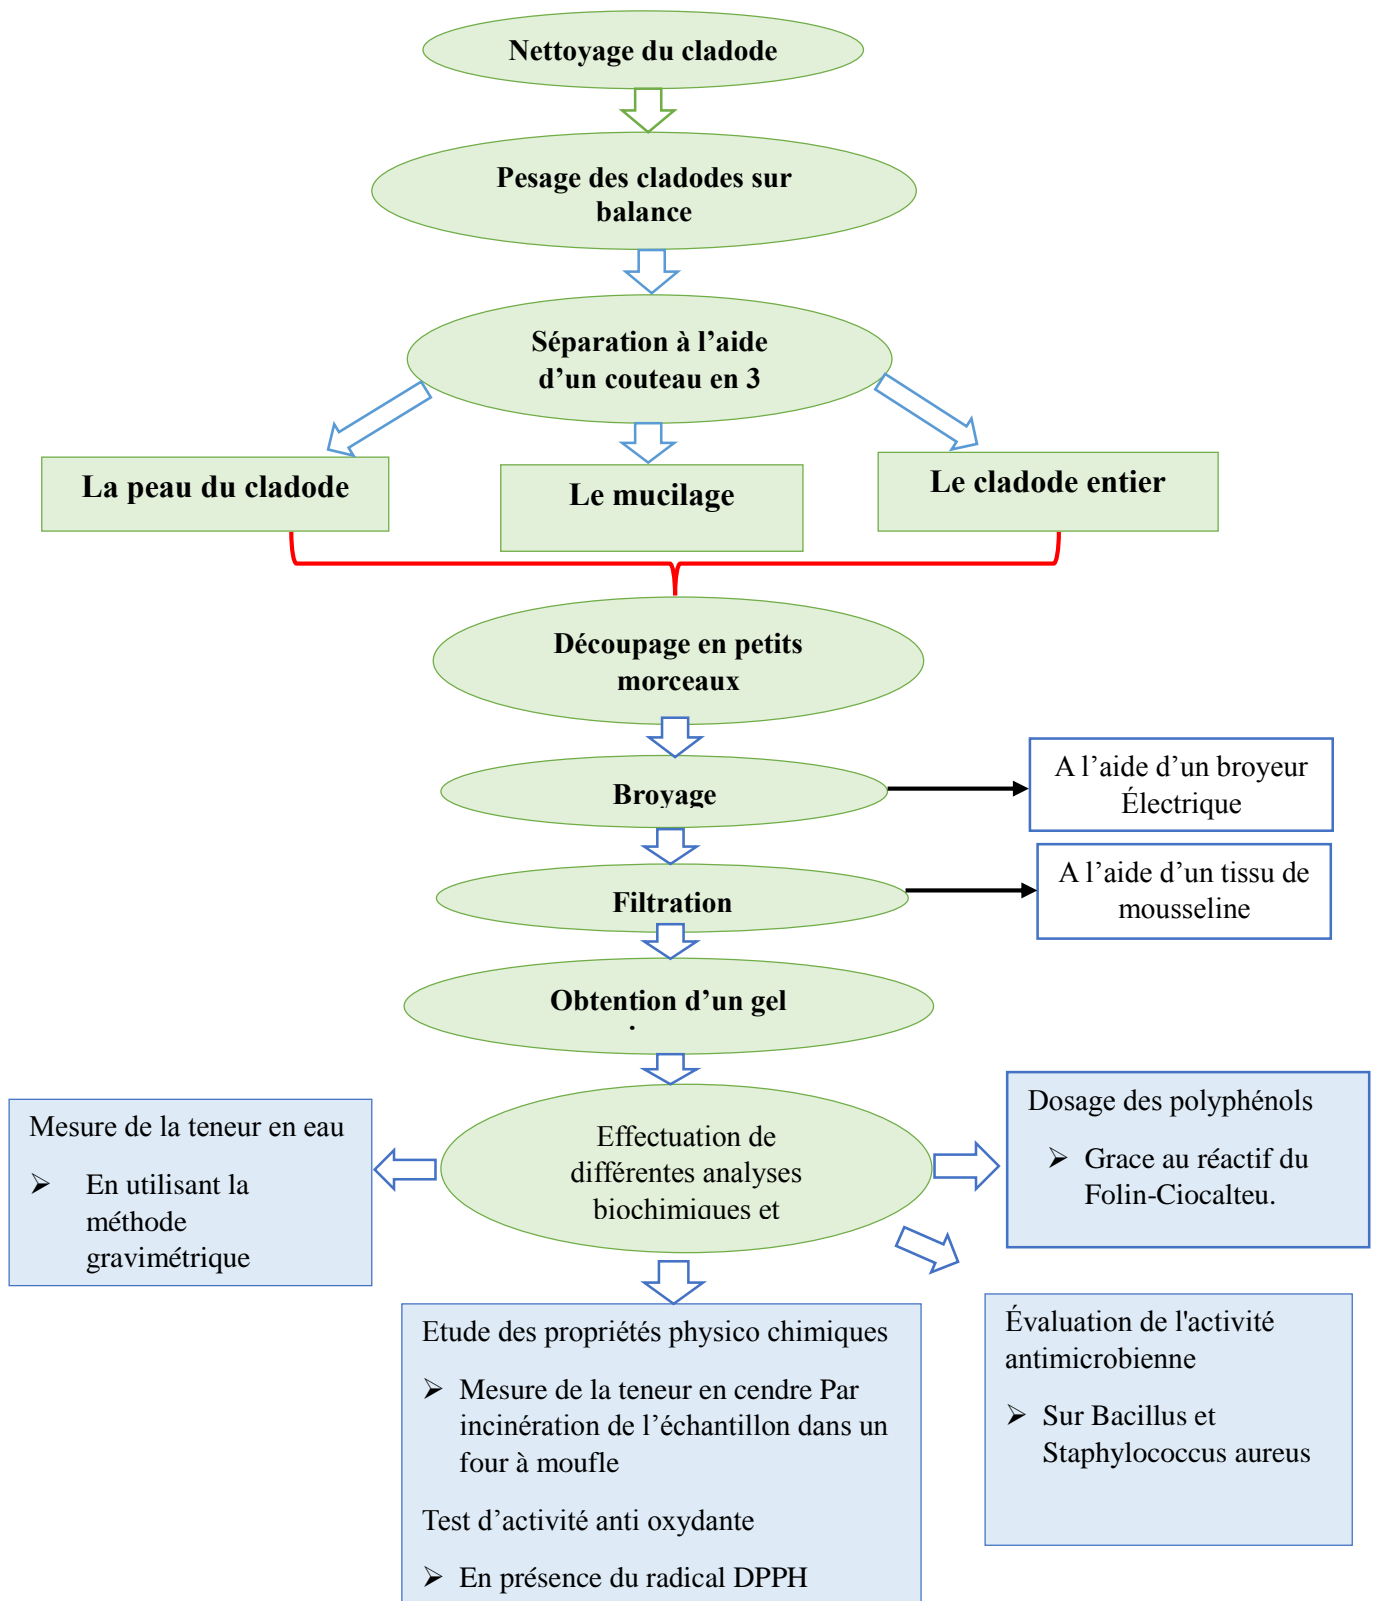 Nettoyage du cladode
Pesage des cladodes sur
balance
Séparation à l’aide
d’un couteau en 3
La peau du cladode
Le mucilage
Le cladode entier
Découpage en petits
morceaux
Broyage
A l’aide d’un broyeur
Électrique
Filtration
A l’aide d’un tissu de
mousseline
Obtention d’un gel
Effectuation de
différentes analyses
biochimiques et
Mesure de la teneur en eau
➢ En utilisant la
méthode
gravimétrique
Dosage des polyphénols
➢ Grace au réactif du
Folin-Ciocalteu.
Etude des propriétés physico chimiques
➢ Mesure de la teneur en cendre Par
incinération de l’échantillon dans un
four à moufle
Test d’activité anti oxydante
➢ En présence du radical DPPH
Évaluation de l'activité
antimicrobienne
➢ Sur Bacillus et
Staphylococcus aureus